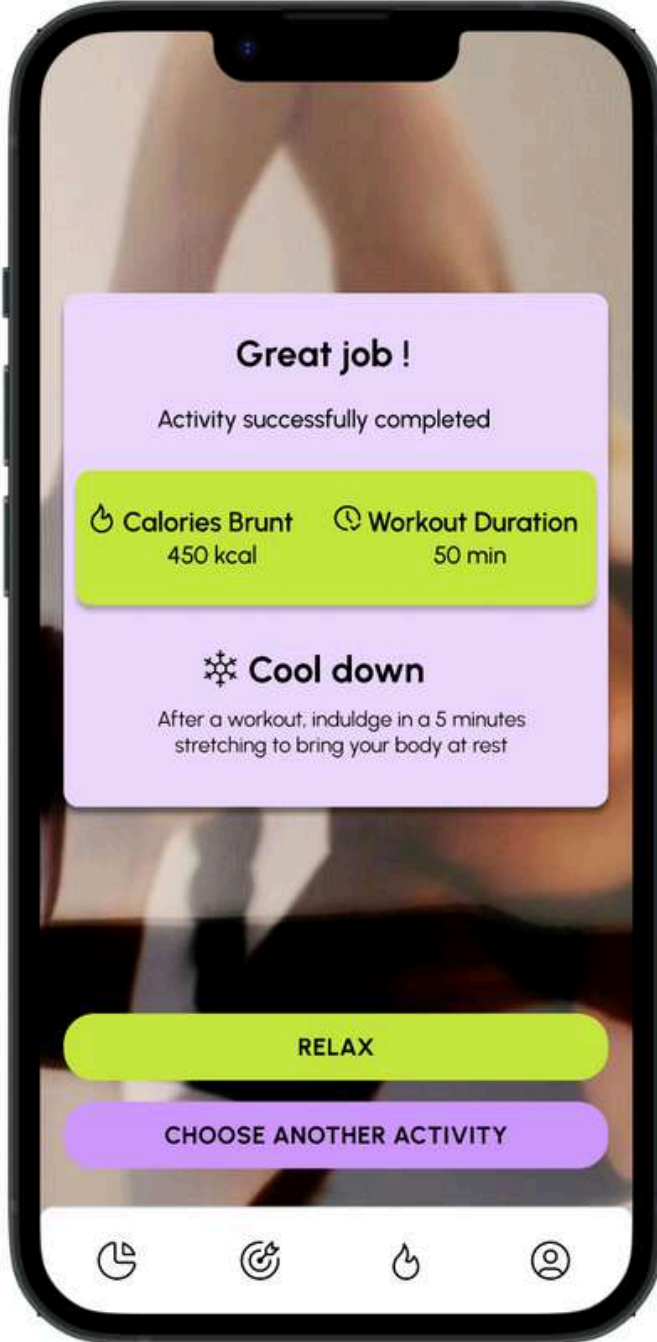 Great job !
Activity successfully completed
Calories Brunt
450 kcal
Workout Duration
50 min
Cool down
After a workout, induldge in a 5 minutes
stretching to bring your body at rest
RELAX
CHOOSE ANOTHER ACTIVITY